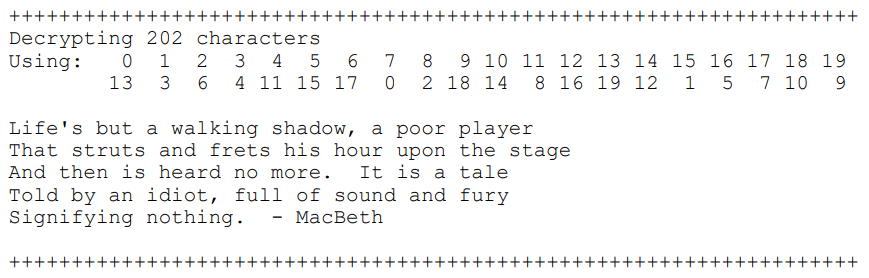 ++++++++++++++++++++++++++++++++++++++++++++++++++++++++++++++++++++
Decrypting 202 characters
Using:   0  1  2  3  4  5  6  7  8  9 10 11 12 13 14 15 16 17 18 19
        13  3  6  4 11 15 17  0  2 18 14  8 16 19 12  1  5  7 10  9
Life's but a walking shadow, a poor player
That struts and frets his hour upon the stage
And then is heard no more.  It is a tale
Told by an idiot, full of sound and fury
Signifying nothing.  - MacBeth
++++++++++++++++++++++++++++++++++++++++++++++++++++++++++++++++++++